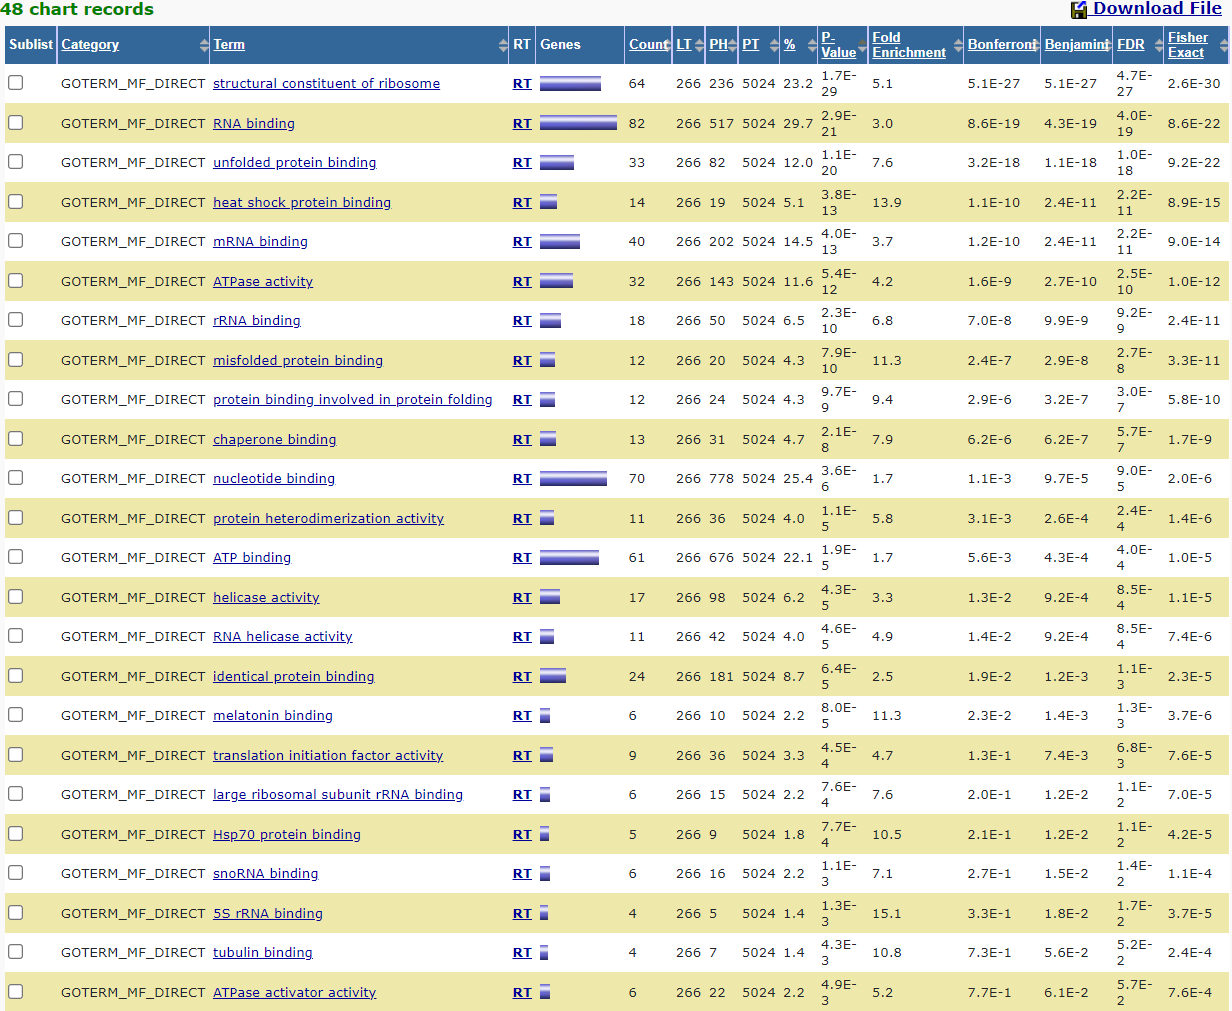 48 chart records Download File
Sublist Category Term RT Genes Count LT PH PT % P-Value Fold Enrichment Bonferroni Benjamini FDR Fisher Exact
GOTERM_MF_DIRECT structural constituent of ribosome RT 64 266 236 5024 23.2 1.7E-29 5.1 5.1E-27 5.1E-27 4.7E-27 2.6E-30
GOTERM_MF_DIRECT RNA binding RT 82 266 517 5024 29.7 2.9E-21 3.0 8.6E-19 4.3E-19 4.0E-19 8.6E-22
GOTERM_MF_DIRECT unfolded protein binding RT 33 266 82 5024 12.0 1.1E-20 7.6 3.2E-18 1.1E-18 1.0E-18 9.2E-22
GOTERM_MF_DIRECT heat shock protein binding RT 14 266 19 5024 5.1 3.8E-13 13.9 1.1E-10 2.4E-11 2.2E-11 8.9E-15
GOTERM_MF_DIRECT mRNA binding RT 40 266 202 5024 14.5 4.0E-13 3.7 1.2E-10 2.4E-11 2.2E-11 9.0E-14
GOTERM_MF_DIRECT ATPase activity RT 32 266 143 5024 11.6 5.4E-12 4.2 1.6E-9 2.7E-10 2.5E-10 1.0E-12
GOTERM_MF_DIRECT rRNA binding RT 18 266 50 5024 6.5 2.3E-10 6.8 7.0E-8 9.9E-9 9.2E-9 2.4E-11
GOTERM_MF_DIRECT misfolded protein binding RT 12 266 20 5024 4.3 7.9E-10 11.3 2.4E-7 2.9E-8 2.7E-8 3.3E-11
GOTERM_MF_DIRECT protein binding involved in protein folding RT 12 266 24 5024 4.3 9.7E-9 9.4 2.9E-6 3.2E-7 3.0E-7 5.8E-10
GOTERM_MF_DIRECT chaperone binding RT 13 266 31 5024 4.7 2.1E-8 7.9 6.2E-6 6.2E-7 5.7E-7 1.7E-9
GOTERM_MF_DIRECT nucleotide binding RT 70 266 778 5024 25.4 3.6E-6 1.7 1.1E-3 9.7E-5 9.0E-5 2.0E-6
GOTERM_MF_DIRECT protein heterodimerization activity RT 11 266 36 5024 4.0 1.1E-5 5.8 3.1E-3 2.6E-4 2.4E-4 1.4E-6
GOTERM_MF_DIRECT ATP binding RT 61 266 676 5024 22.1 1.9E-5 1.7 5.6E-3 4.3E-4 4.0E-4 1.0E-5
GOTERM_MF_DIRECT helicase activity RT 17 266 98 5024 6.2 4.3E-5 3.3 1.3E-2 9.2E-4 8.5E-4 1.1E-5
GOTERM_MF_DIRECT RNA helicase activity RT 11 266 42 5024 4.0 4.6E-5 4.9 1.4E-2 9.2E-4 8.5E-4 7.4E-6
GOTERM_MF_DIRECT identical protein binding RT 24 266 181 5024 8.7 6.4E-5 2.5 1.9E-2 1.2E-3 1.1E-3 2.3E-5
GOTERM_MF_DIRECT melatonin binding RT 6 266 10 5024 2.2 8.0E-5 11.3 2.3E-2 1.4E-3 1.3E-3 3.7E-6
GOTERM_MF_DIRECT translation initiation factor activity RT 9 266 36 5024 3.3 4.5E-4 4.7 1.3E-1 7.4E-3 6.8E-3 7.6E-5
GOTERM_MF_DIRECT large ribosomal subunit rRNA binding RT 6 266 15 5024 2.2 7.6E-4 7.6 2.0E-1 1.2E-2 1.1E-2 7.0E-5
GOTERM_MF_DIRECT Hsp70 protein binding RT 5 266 9 5024 1.8 7.7E-4 10.5 2.1E-1 1.2E-2 1.1E-2 4.2E-5
GOTERM_MF_DIRECT snoRNA binding RT 6 266 16 5024 2.2 1.1E-3 7.1 2.7E-1 1.5E-2 1.4E-2 1.1E-4
GOTERM_MF_DIRECT 5S rRNA binding RT 4 266 5 5024 1.4 1.3E-3 15.1 3.3E-1 1.8E-2 1.7E-2 3.7E-5
GOTERM_MF_DIRECT tubulin binding RT 4 266 7 5024 1.4 4.3E-3 10.8 7.3E-1 5.6E-2 5.2E-2 2.4E-4
GOTERM_MF_DIRECT ATPase activator activity RT 6 266 22 5024 2.2 4.9E-3 5.2 7.7E-1 6.1E-2 5.7E-2 7.6E-4